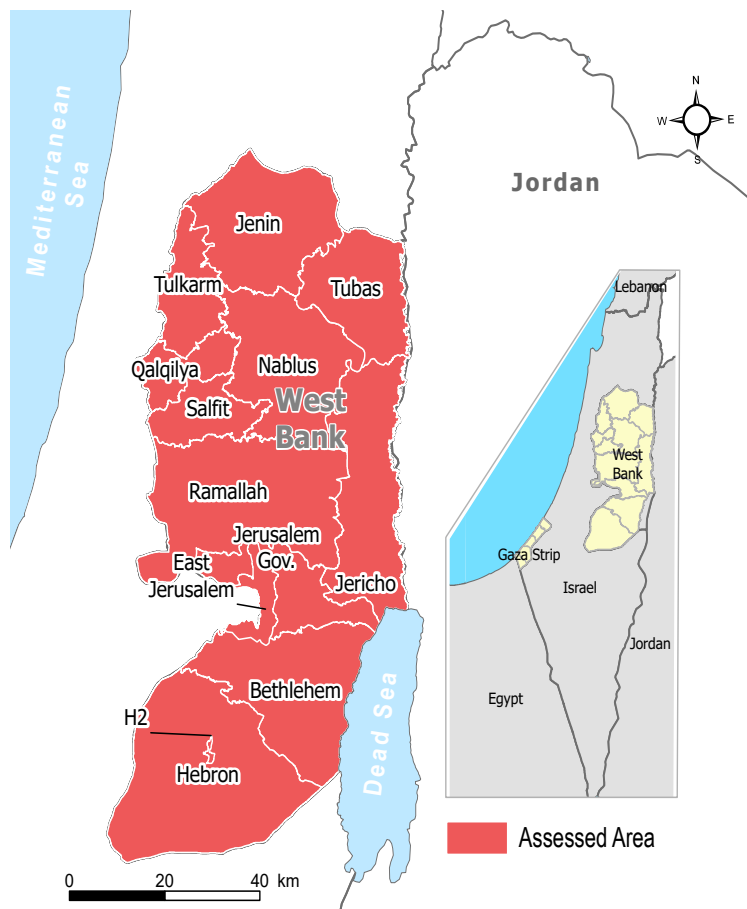 Mediterranean
Sea
N
W
E
S
Jordan
Jenin
Tulkarm
Tubas
Qalqilya
Nablus
Salfit
West
Bank
Ramallah
Jerusalem
Gov.
East
Jerusalem
Jericho
Bethlehem
H2
Hebron
Dead Sea
Lebanon
West
Bank
Gaza Strip
Israel
Jordan
Egypt
Assessed Area
0 20 40 km